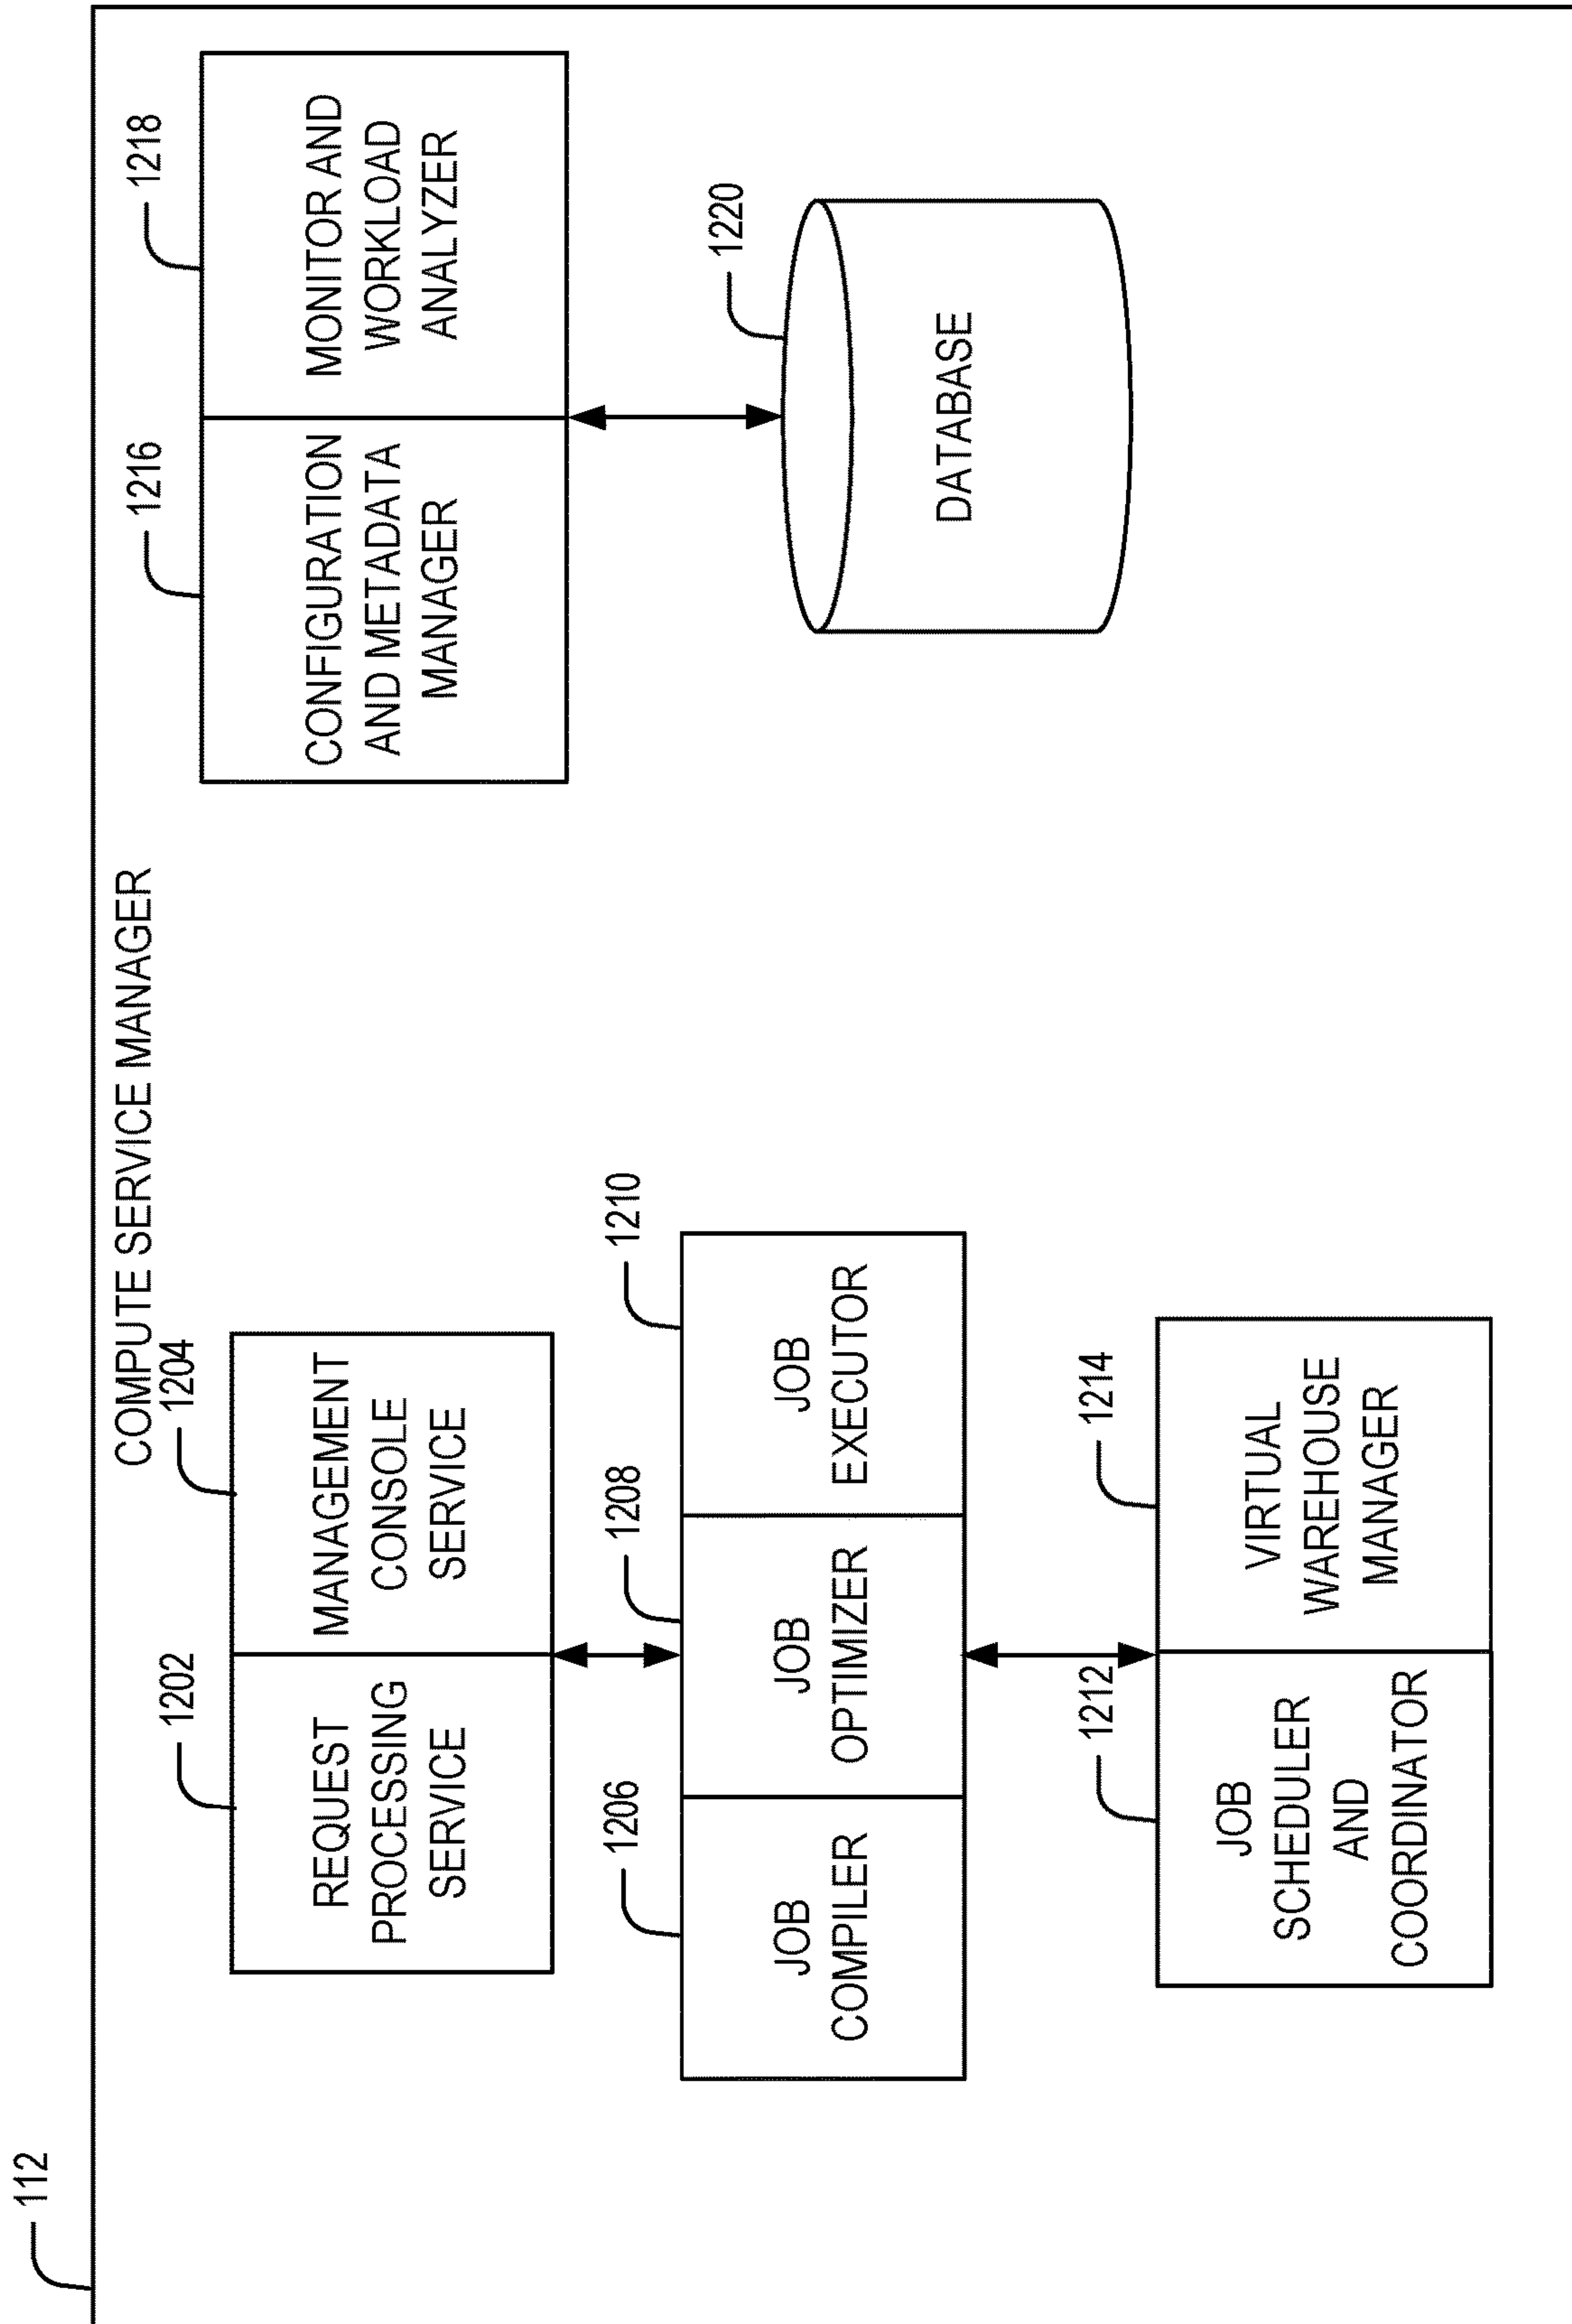 112
COMPUTE SERVICE MANAGER
1202
1204
REQUEST
PROCESSING
SERVICE
MANAGEMENT
CONSOLE
SERVICE
1206
1208
1210
JOB
COMPILER
JOB
OPTIMIZER
JOB
EXECUTOR
1212
1214
JOB
SCHEDULER
AND
COORDINATOR
VIRTUAL
WAREHOUSE
MANAGER
1216
1218
CONFIGURATION
AND METADATA
MANAGER
MONITOR AND
WORKLOAD
ANALYZER
1220
DATABASE